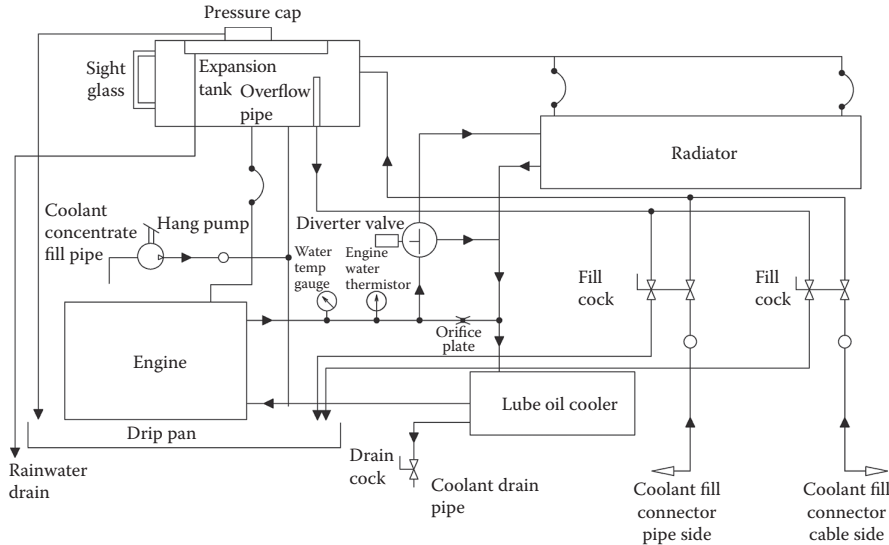 Pressure cap
Sight
glass
Expansion
tank
Overflow
pipe
Radiator
Coolant
concentrate
fill pipe
Hang pump
Diverter valve
Water
temp
gauge
Engine
water
thermistor
Fill
cock
Fill
cock
Orifice
plate
Engine
Lube oil cooler
Drip pan
Rainwater
drain
Drain
cock
Coolant drain
pipe
Coolant fill
connector
pipe side
Coolant fill
connector
cable side